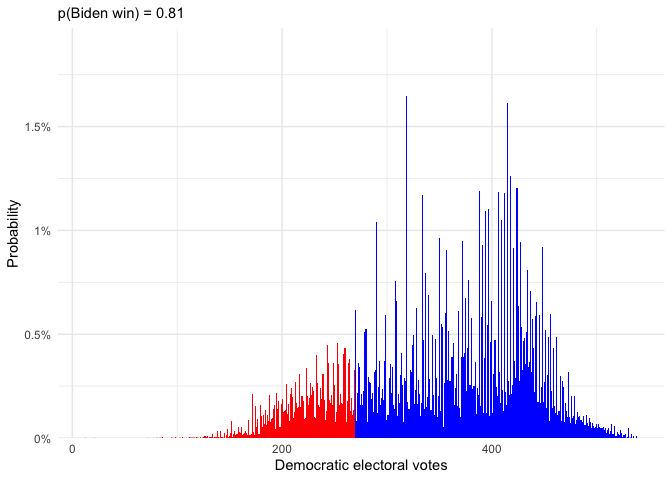 p(Biden win) = 0.81
1.5%
1%
0.5%
0%
Probability
0
200
400
Democratic electoral votes